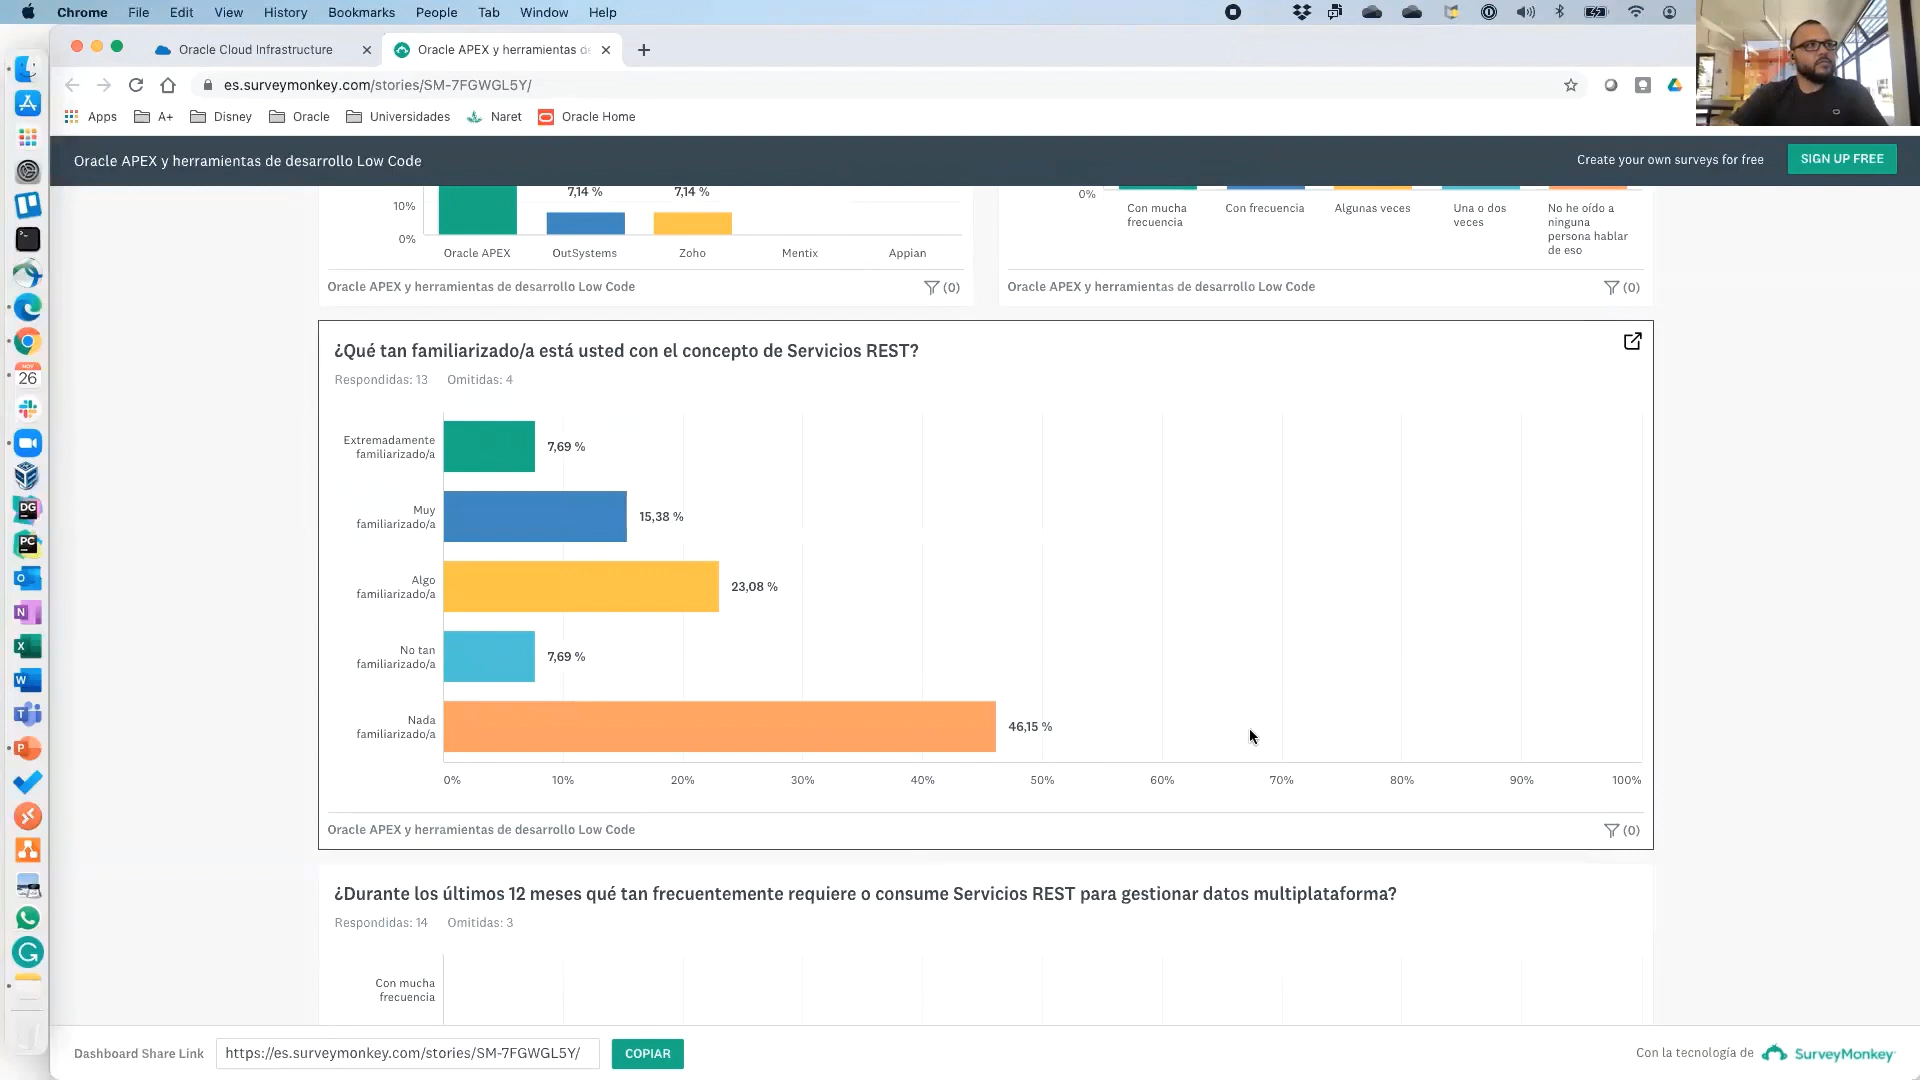 Chrome File Edit View History Bookmarks People Tab Window Help
Oracle Cloud Infrastructure
Oracle APEX y herramientas de
es.surveymonkey.com/stories/SM-7FGWGL5Y/
Apps A+ Disney Oracle Universidades Naret Oracle Home
Oracle APEX y herramientas de desarrollo Low Code
Create your own surveys for free
SIGN UP FREE
7,14 % 7,14 %
10%
0%
Oracle APEX OutSystems Zoho Mentix Appian
Oracle APEX y herramientas de desarrollo Low Code
(0)
0%
Con mucha frecuencia
Con frecuencia
Algunas veces
Una o dos veces
No he oído a ninguna persona hablar de eso
Oracle APEX y herramientas de desarrollo Low Code
(0)
¿Qué tan familiarizado/a está usted con el concepto de Servicios REST?
Respondidas: 13 Omitidas: 4
Extremadamente
familiarizado/a
7,69 %
Muy
familiarizado/a
15,38 %
Algo
familiarizado/a
23,08 %
No tan
familiarizado/a
7,69 %
Nada
familiarizado/a
46,15 %
0% 10% 20% 30% 40% 50% 60% 70% 80% 90% 100%
Oracle APEX y herramientas de desarrollo Low Code
(0)
¿Durante los últimos 12 meses qué tan frecuentemente requiere o consume Servicios REST para gestionar datos multiplataforma?
Respondidas: 14 Omitidas: 3
Con mucha
frecuencia
Dashboard Share Link
https://es.surveymonkey.com/stories/SM-7FGWGL5Y/
COPIAR
Con la tecnología de
SurveyMonkey
NOV
26
DG
PC
O
N
X
W
P